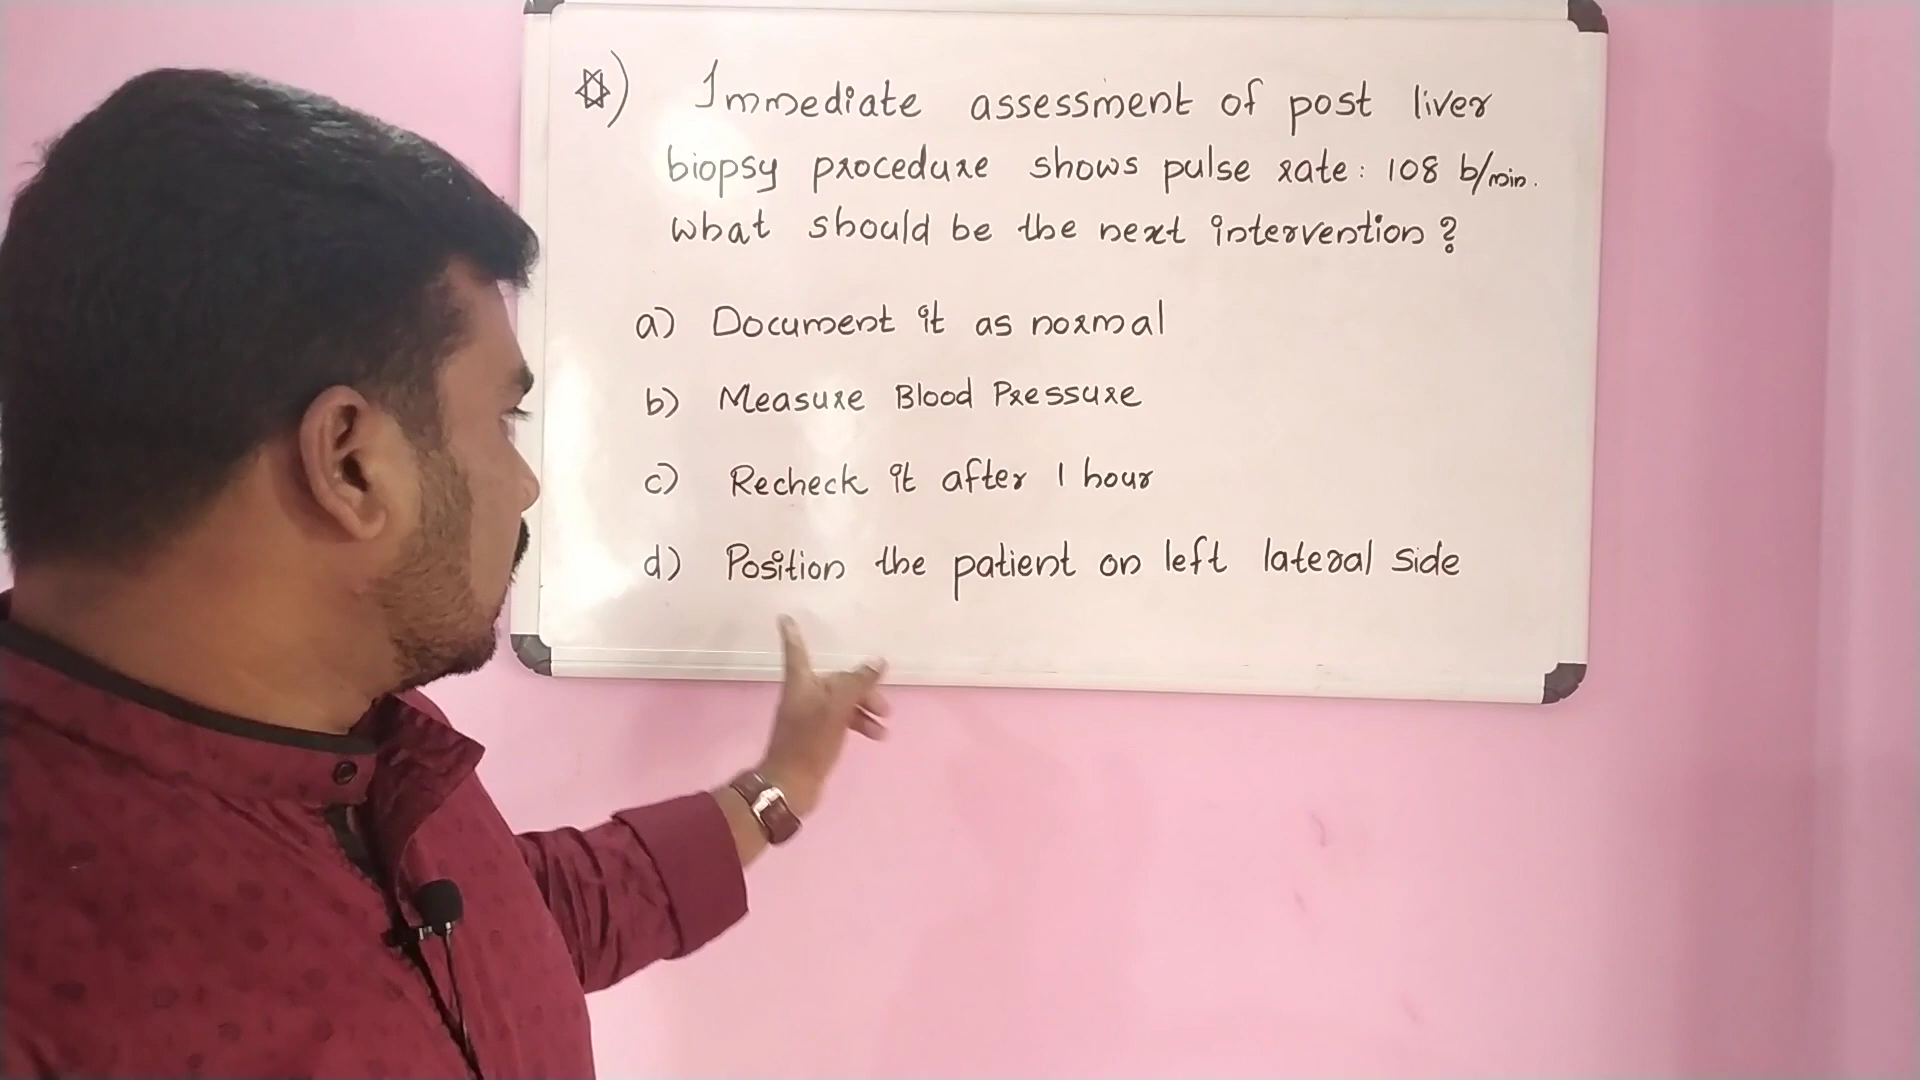 ✡) Immediate assessment of post liver
biopsy procedure shows pulse rate: 108 b/min.
what should be the next intervention?
a) Document it as normal
b) Measure Blood Pressure
c) Recheck it after 1 hour
d) Position the patient on left lateral side